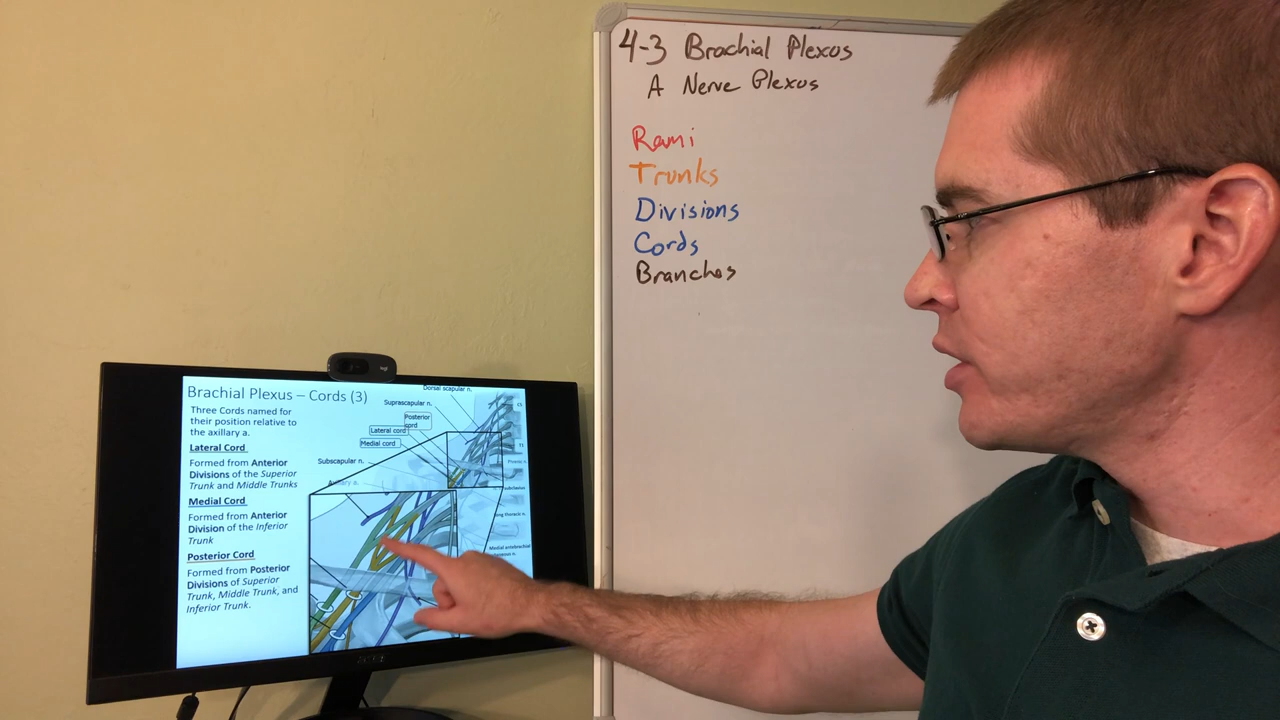 4-3 Brachial Plexus
A Nerve Plexus
Rami
Trunks
Divisions
Cords
Branches
Brachial Plexus – Cords (3)
Three Cords named for
their position relative to
the axillary a.
Lateral Cord
Formed from Anterior
Divisions of the Superior
Trunk and Middle Trunks
Medial Cord
Formed from Anterior
Division of the Inferior
Trunk
Posterior Cord
Formed from Posterior
Divisions of Superior
Trunk, Middle Trunk, and
Inferior Trunk.
Dorsal scapular n.
Suprascapular n.
Posterior
cord
Lateral cord
Medial cord
Subscapular n.
Medial antebrachial